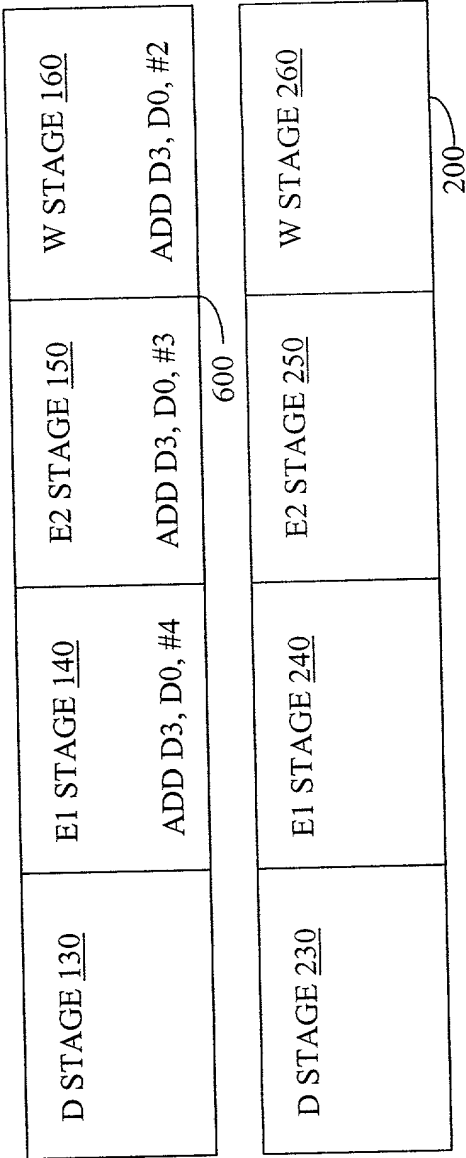 D STAGE 130
E1 STAGE 140
ADD D3, D0, #4
E2 STAGE 150
ADD D3, D0, #3
W STAGE 160
ADD D3, D0, #2
600
D STAGE 230
E1 STAGE 240
E2 STAGE 250
W STAGE 260
200